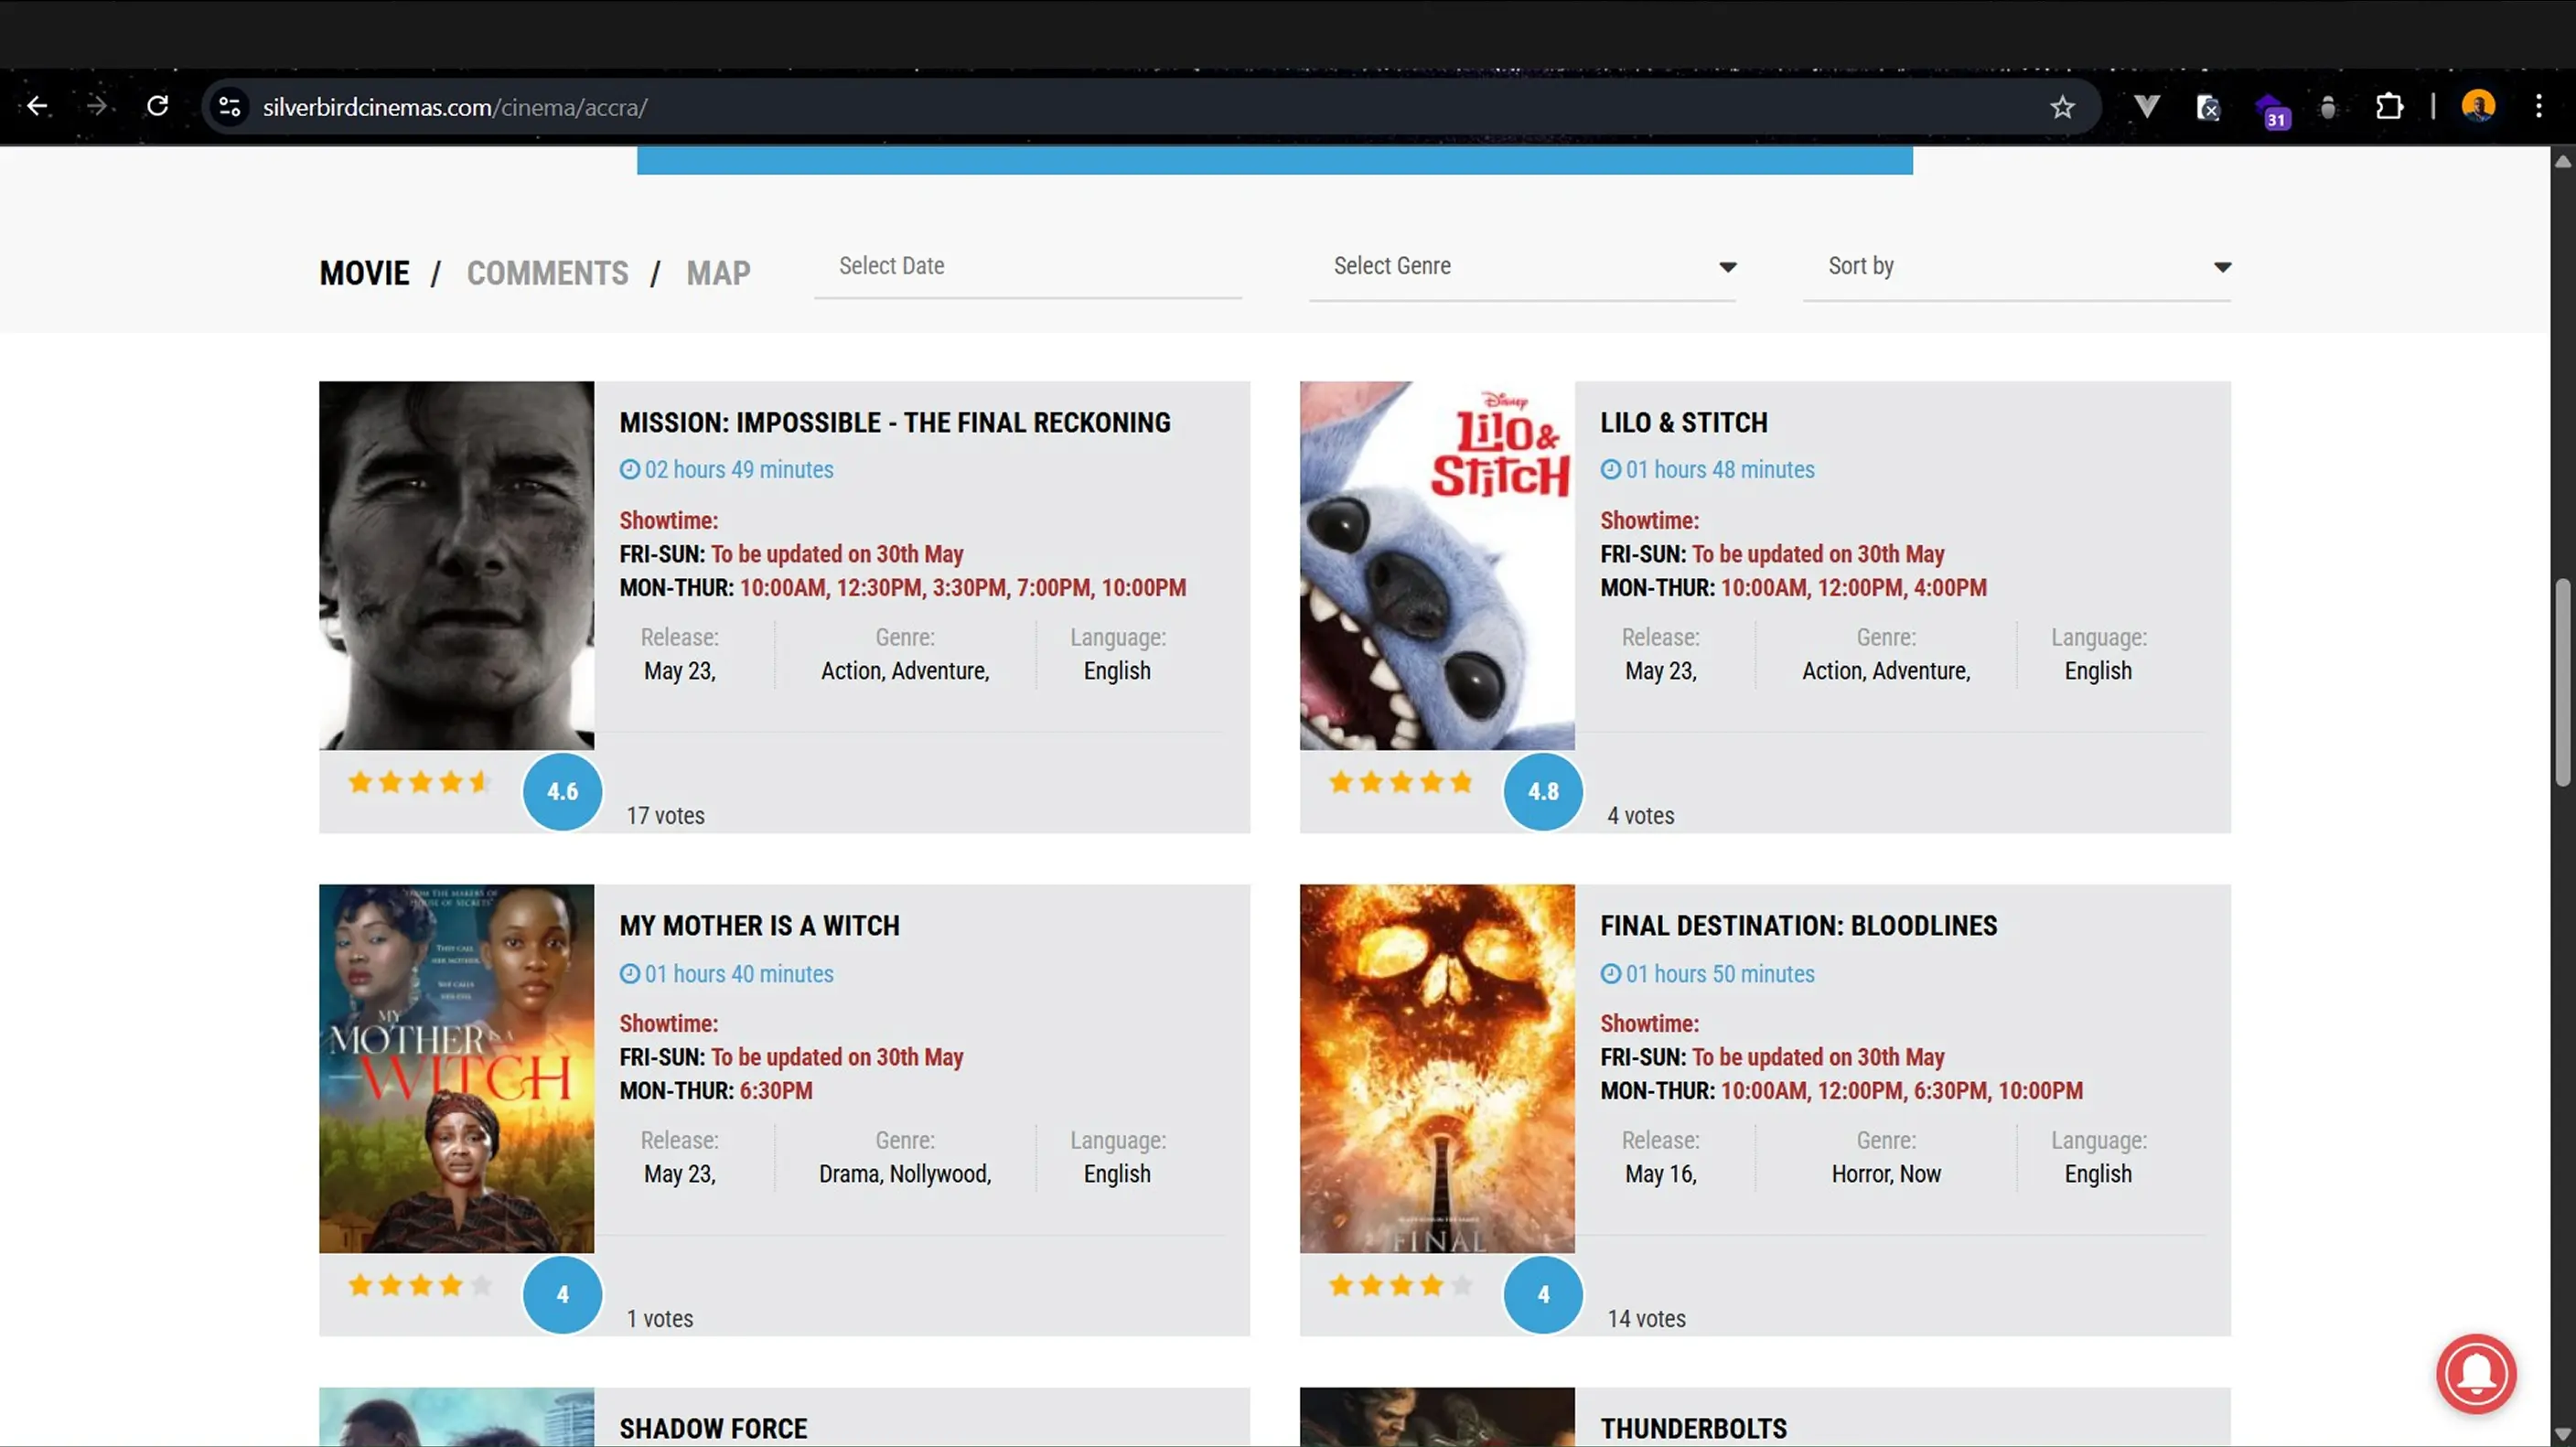 silverbirdcinemas.com/cinema/accra/
31
MOVIE / COMMENTS / MAP
Select Date
Select Genre
Sort by
MISSION: IMPOSSIBLE - THE FINAL RECKONING
02 hours 49 minutes
Showtime:
FRI-SUN: To be updated on 30th May
MON-THUR: 10:00AM, 12:30PM, 3:30PM, 7:00PM, 10:00PM
Release:
May 23,
Genre:
Action, Adventure,
Language:
English
4.6
17 votes
Disney
Lilo &
Stitch
LILO & STITCH
01 hours 48 minutes
Showtime:
FRI-SUN: To be updated on 30th May
MON-THUR: 10:00AM, 12:00PM, 4:00PM
Release:
May 23,
Genre:
Action, Adventure,
Language:
English
4.8
4 votes
FROM THE MAKERS OF
"HOUSE OF SECRETS"
THEY CALL
HER MOTHER.
SHE CALLS
MY
MOTHER IS A
WITCH
MY MOTHER IS A WITCH
01 hours 40 minutes
Showtime:
FRI-SUN: To be updated on 30th May
MON-THUR: 6:30PM
Release:
May 23,
Genre:
Drama, Nollywood,
Language:
English
4
1 votes
FINAL
FINAL DESTINATION: BLOODLINES
01 hours 50 minutes
Showtime:
FRI-SUN: To be updated on 30th May
MON-THUR: 10:00AM, 12:00PM, 6:30PM, 10:00PM
Release:
May 16,
Genre:
Horror, Now
Language:
English
4
14 votes
SHADOW FORCE
THUNDERBOLTS